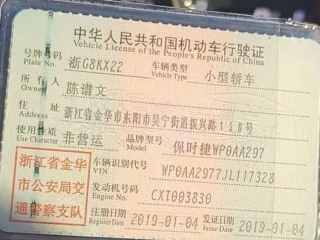 中华人民共和国机动车行驶证
Vehicle License of the People's Republic of China
号牌号码 浙G8KX22 车辆类型 小型轿车
Plate No. Vehicle Type
所有人 陈谱文
Owner
住址 浙江省金华市东阳市吴宁街道振兴路138号
Address
使用性质 非营运 品牌型号 保时捷WP0AA297
Use Character Model
浙江省金华
市公安局交
通警察支队
车辆识别代号 WP0AA2977JL117328
VIN
发动机号码 CXT003830
Engine No.
注册日期 2019-01-04 发证日期 2019-01-04
Register Date Issue Date